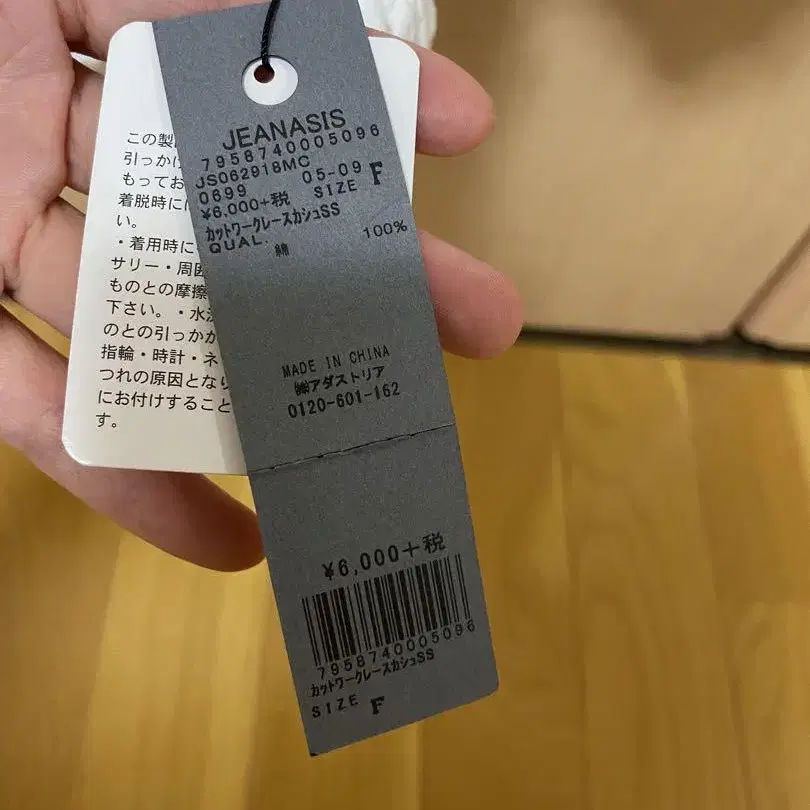 JEANASIS
7958740005096
JS062918MC
0699 05-09
¥6,000+税 SIZE F
カットワークレースカシュSS
QUAL. 100%
綿
MADE IN CHINA
㈱アダストリア
0120-601-162
¥6,000+税
7958740005096
カットワークレースカシュSS
SIZE F
この製
引っかけ
もってお
着脱時に
い。
・着用時に
サリー・周囲
ものとの摩擦
下さい。・水
のとの引っかか
指輪・時計・ネ
つれの原因となら
にお付けすること
す。